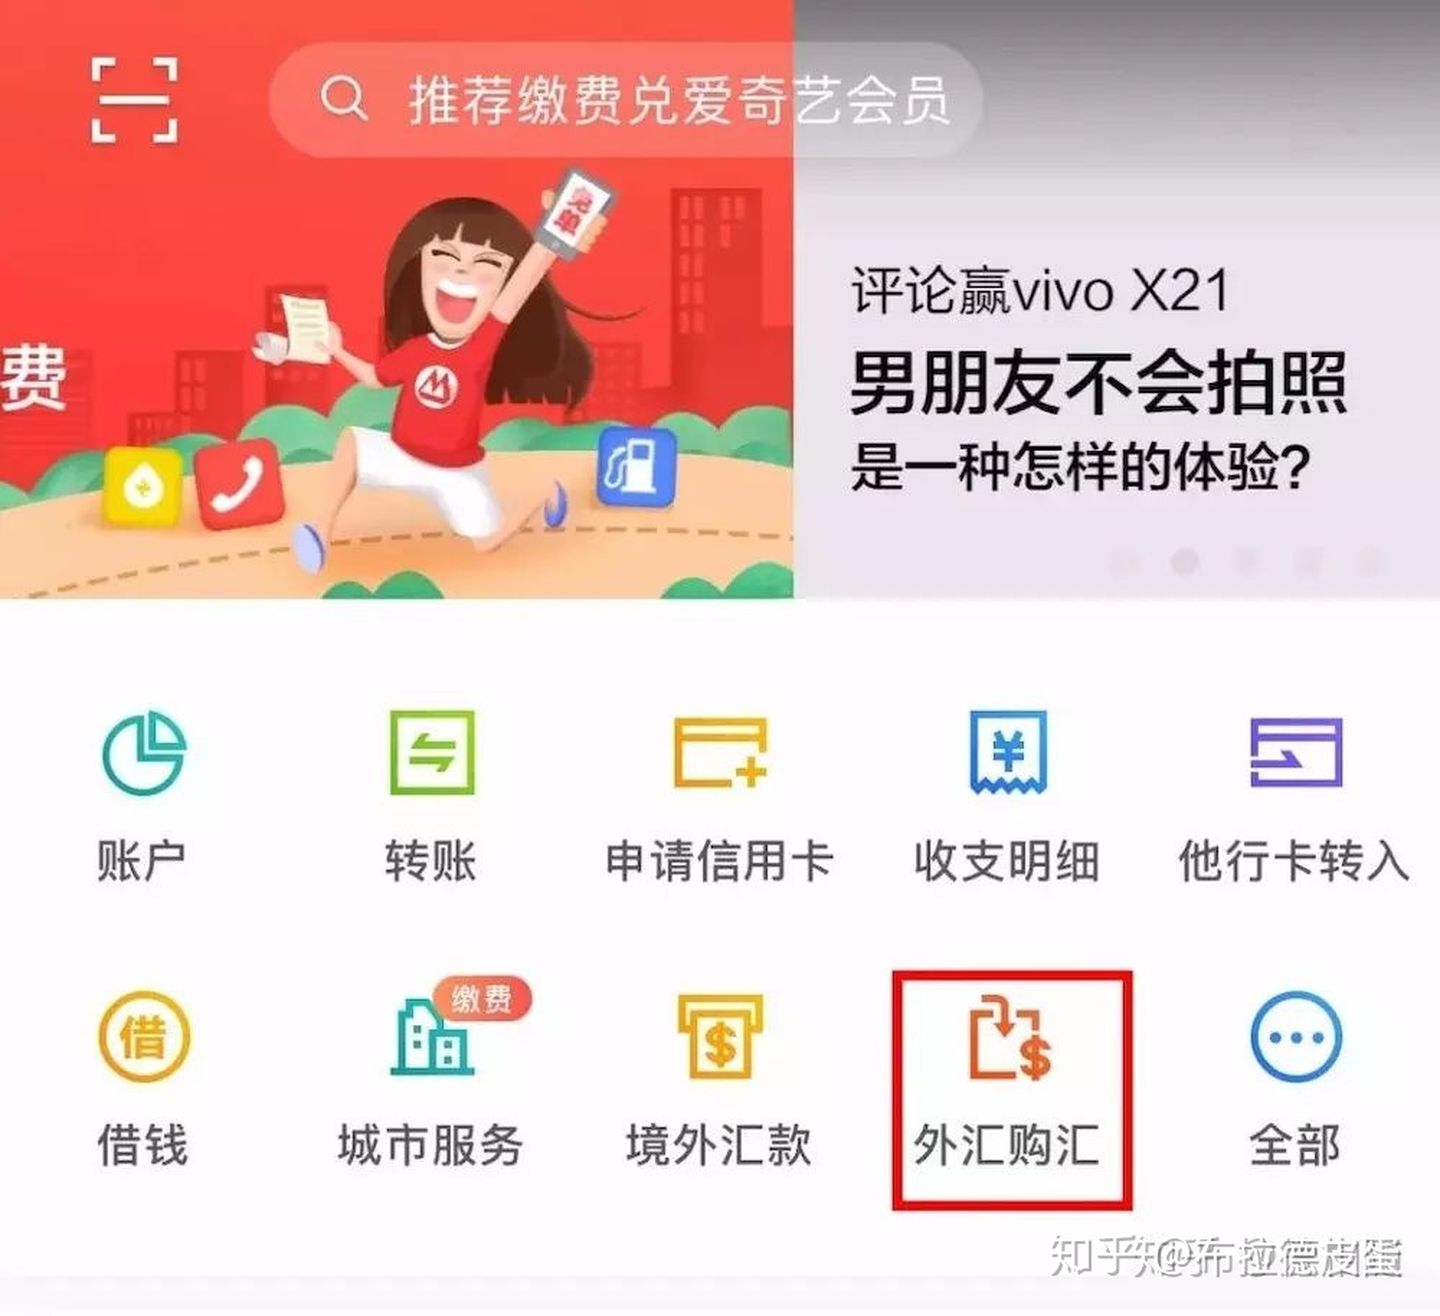 推荐缴费兑爱奇艺会员
免单
费
评论赢vivo X21
男朋友不会拍照
是一种怎样的体验?
账户
转账
申请信用卡
收支明细
他行卡转入
借
缴费
借钱
城市服务
境外汇款
外汇购汇
全部
知乎 @布拉德皮蛋